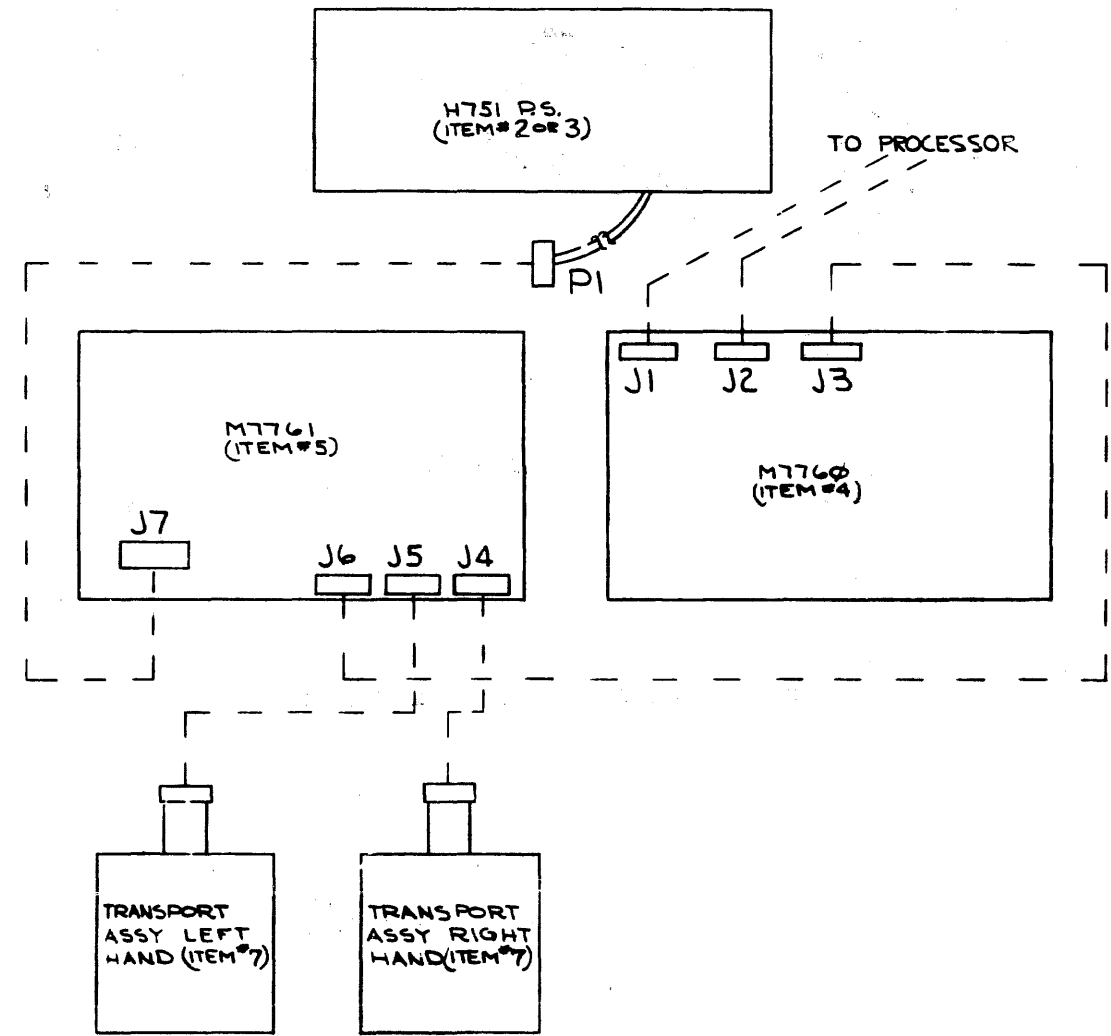 H751 P.S.
(ITEM#2 OR 3)
TO PROCESSOR
P1
J1
J2
J3
M7761
(ITEM#5)
M776Ø
(ITEM#4)
J7
J6
J5
J4
TRANSPORT
ASSY LEFT
HAND (ITEM#7)
TRANSPORT
ASSY RIGHT
HAND (ITEM#7)